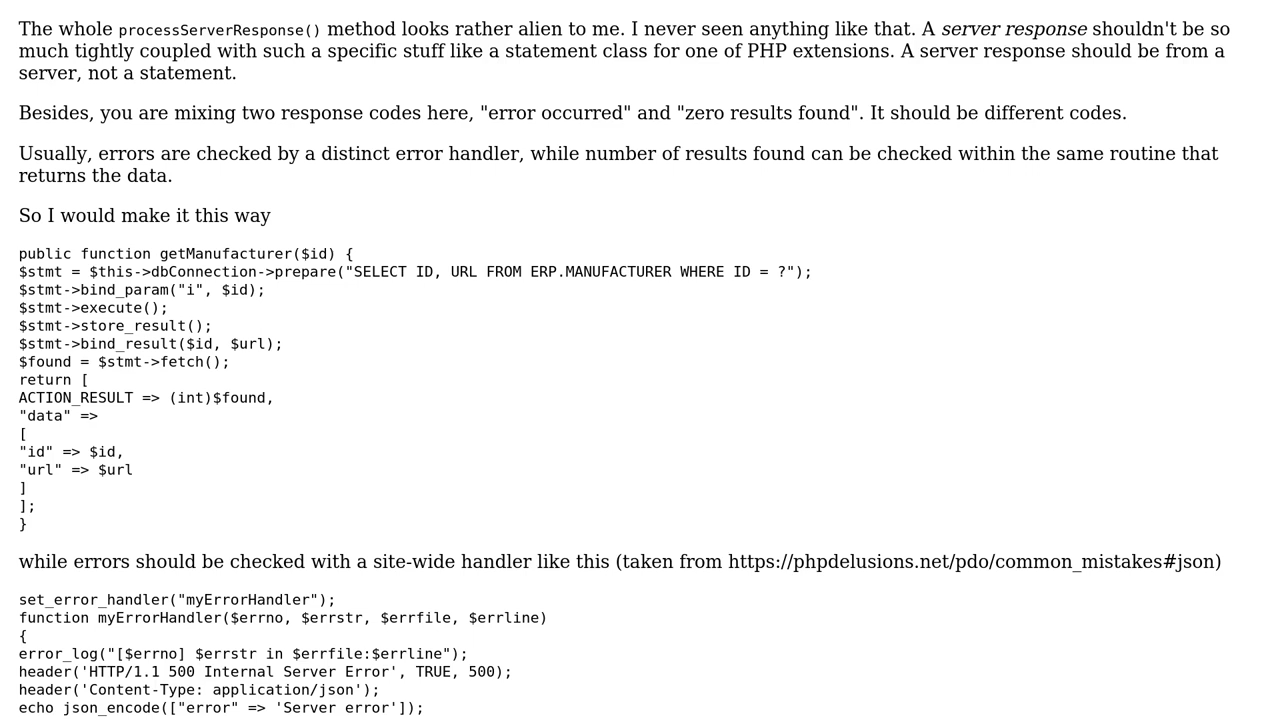 The whole processServerResponse() method looks rather alien to me. I never seen anything like that. A server response shouldn't be so
much tightly coupled with such a specific stuff like a statement class for one of PHP extensions. A server response should be from a
server, not a statement.
Besides, you are mixing two response codes here, "error occurred" and "zero results found". It should be different codes.
Usually, errors are checked by a distinct error handler, while number of results found can be checked within the same routine that
returns the data.
So I would make it this way
public function getManufacturer($id) {
$stmt = $this->dbConnection->prepare("SELECT ID, URL FROM ERP.MANUFACTURER WHERE ID = ?");
$stmt->bind_param("i", $id);
$stmt->execute();
$stmt->store_result();
$stmt->bind_result($id, $url);
$found = $stmt->fetch();
return [
ACTION_RESULT => (int)$found,
"data" =>
[
"id" => $id,
"url" => $url
]
];
}
while errors should be checked with a site-wide handler like this (taken from https://phpdelusions.net/pdo/common_mistakes#json)
set_error_handler("myErrorHandler");
function myErrorHandler($errno, $errstr, $errfile, $errline)
{
error_log("[$errno] $errstr in $errfile:$errline");
header('HTTP/1.1 500 Internal Server Error', TRUE, 500);
header('Content-Type: application/json');
echo json_encode(["error" => 'Server error']);